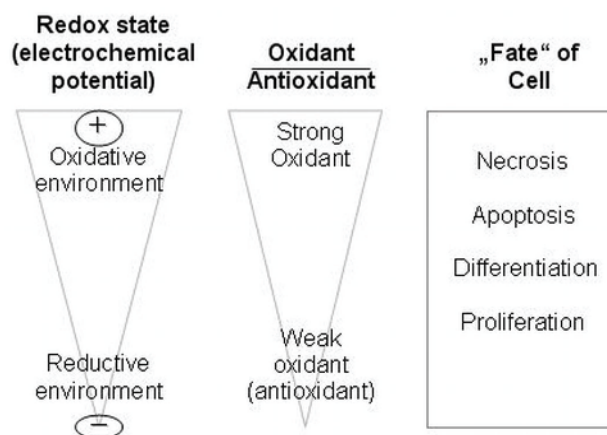 Redox state
(electrochemical
potential)
+
Oxidative
environment
Reductive
environment
−
Oxidant
Antioxidant
Strong
Oxidant
Weak
oxidant
(antioxidant)
„Fate“ of
Cell
Necrosis
Apoptosis
Differentiation
Proliferation